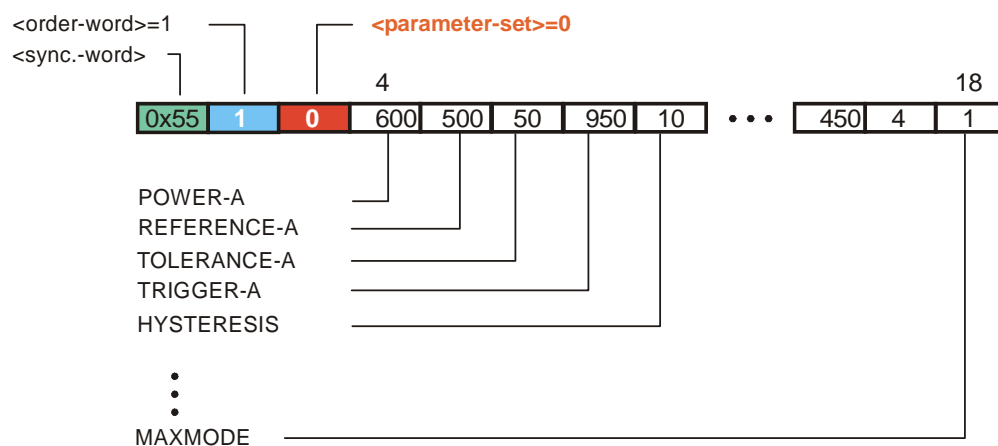 <order-word>=1 <parameter-set>=0
<sync.-word>
4 18
0x55 1 0 600 500 50 950 10 450 4 1
POWER-A
REFERENCE-A
TOLERANCE-A
TRIGGER-A
HYSTERESIS
MAXMODE